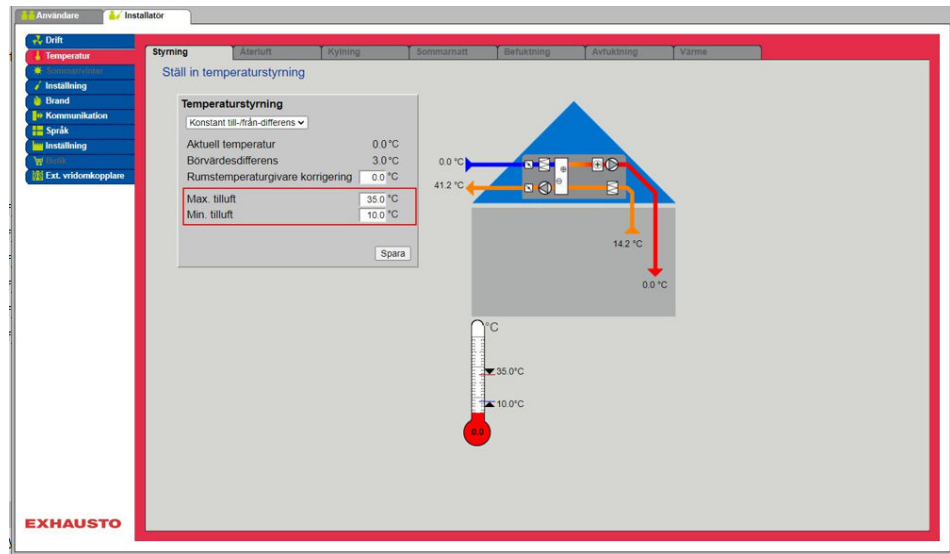 Användare
Installatör
Drift
Temperatur
Sommar/vinter
Inställning
Brand
Kommunikation
Språk
Inställning
Butik
Ext. vridomkopplare
Styrning
Återluft
Kylning
Sommarnatt
Befuktning
Avfuktning
Värme
Ställ in temperaturstyrning
Temperaturstyrning
Konstant till-/från-differens
Aktuell temperatur 0.0 °C
Börvärdesdifferens 3.0 °C
Rumstemperaturgivare korrigering 0.0 °C
Max. tilluft 35.0 °C
Min. tilluft 10.0 °C
Spara
0.0 °C
41.2 °C
14.2 °C
0.0 °C
°C
35.0°C
10.0°C
0.0
EXHAUSTO